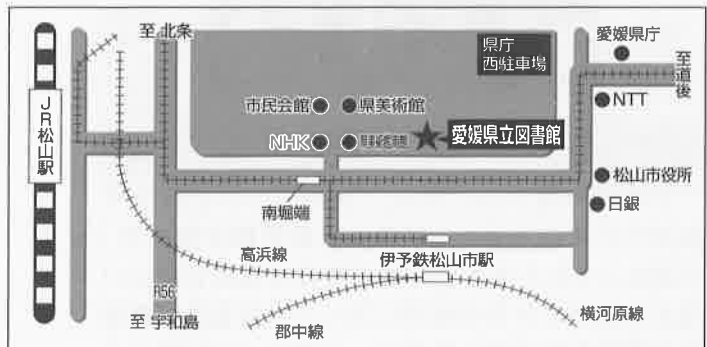 至 北条
県庁
西駐車場
愛媛県庁
至道後
市民会館
県美術館
NTT
JR松山駅
NHK
愛媛県立図書館
松山市役所
南堀端
日銀
高浜線
伊予鉄松山市駅
R56
至 宇和島
郡中線
横河原線